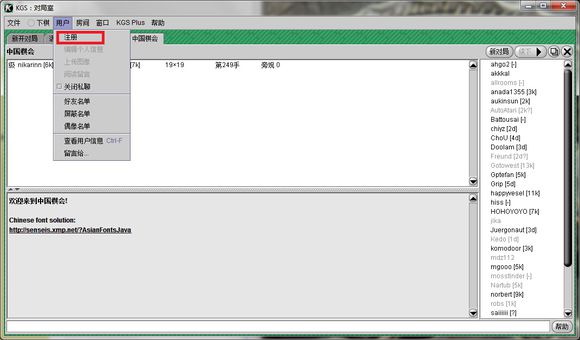 KGS：对局室
文件 下棋 用户 房间 窗口 KGS Plus 帮助
新开对局 中国棋会
注册
编辑个人信息
上传图像
阅读留言
关闭私聊
好友名单
屏蔽名单
偶像名单
查看用户信息 Ctrl-F
留言给...
中国棋会
新对局 续下
nikarinn [6k] [7k] 19×19 第249手 旁观 0
欢迎来到中国棋会!
Chinese font solution:
http://senseis.xmp.net/?AsianFontsJava
ahgo2 [-]
akkkal
allrooms [-]
anada1355 [3k]
aukinsun [2k]
AutoAtari [2k?]
Battousai [-]
chiyz [2d]
ChoU [4d]
Doolam [3d]
Freund [2d?]
Gotowest [13k]
Gptefan [5k]
Grip [5d]
happyvesel [11k]
hiss [-]
HOHOYOYO [7k]
jika
Juergonaut [3d]
Kedo [1d]
komodoor [3k]
mdz112
mgooo [5k]
mosstinder [-]
Nartub [5k]
norbert [9k]
robs [1k]
saiiiiii [?]
帮助